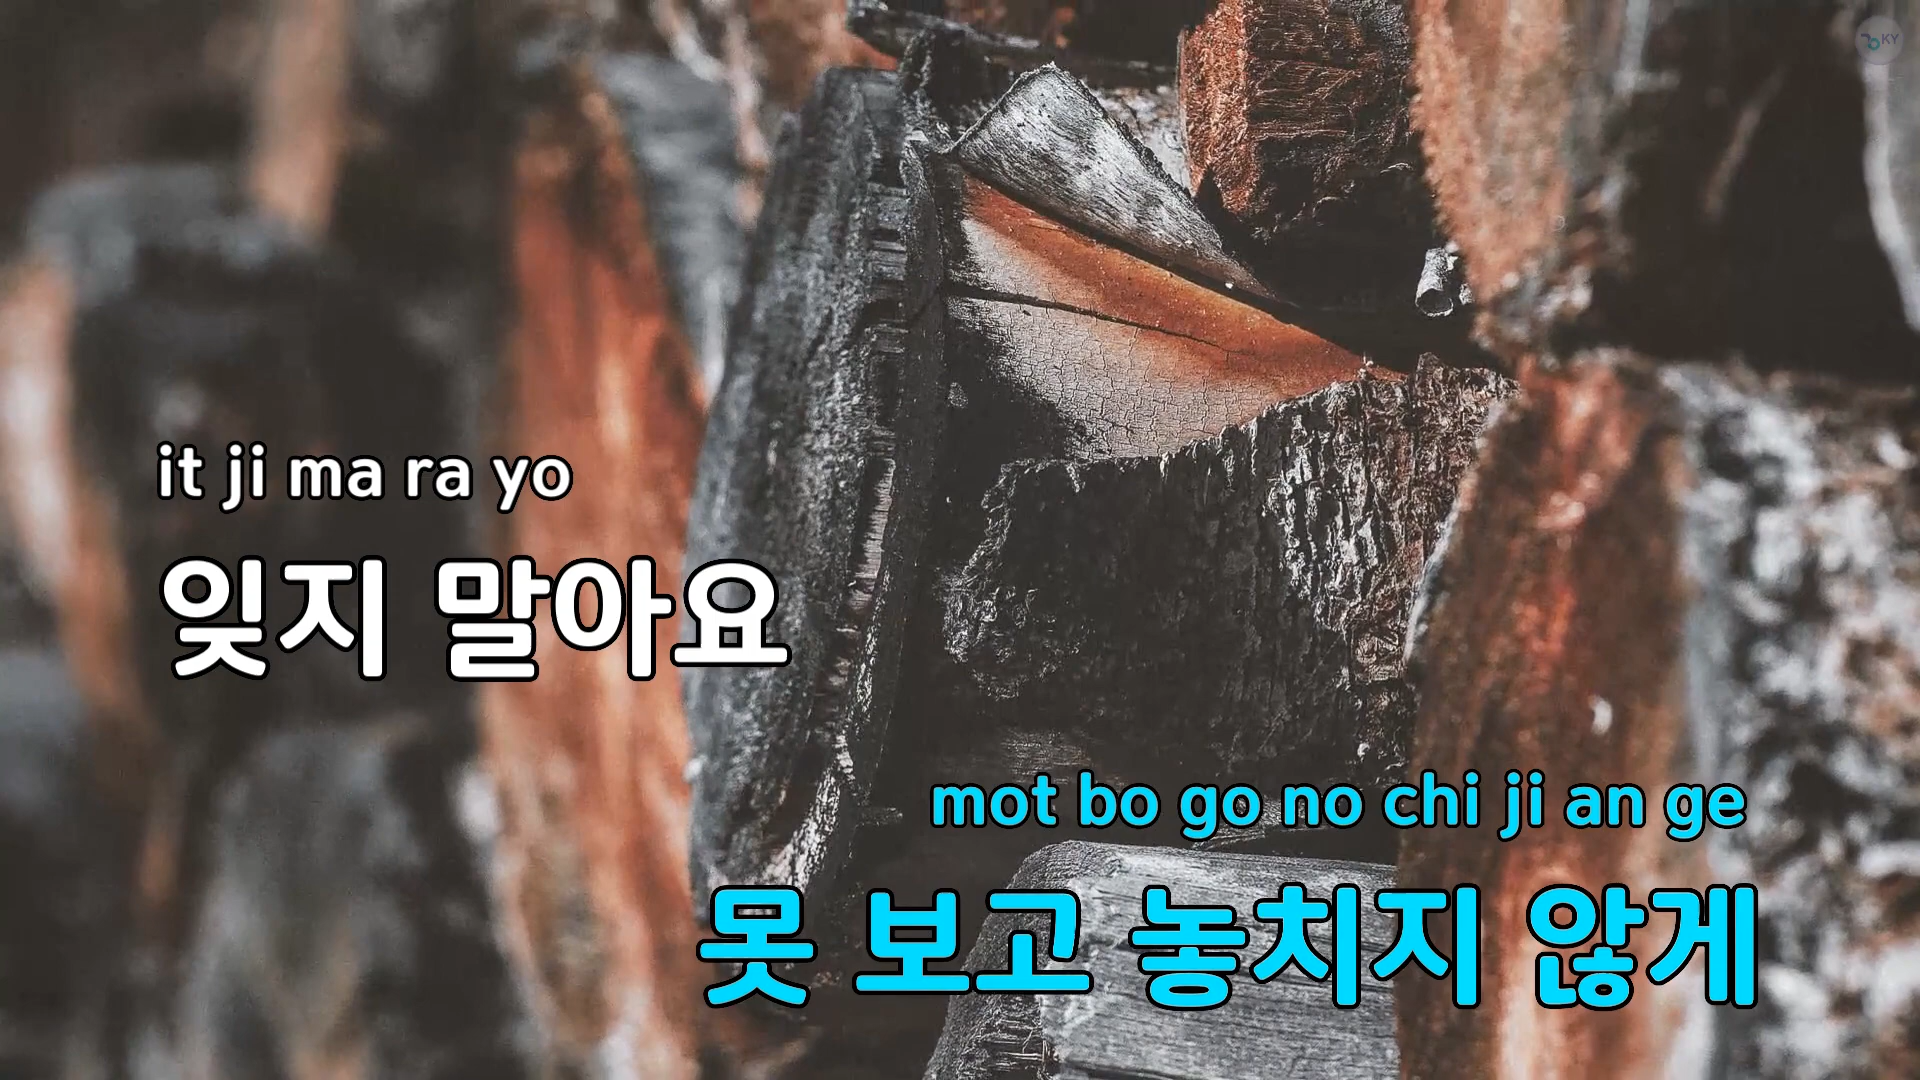 KY
it ji ma ra yo
잊지 말아요
mot bo go no chi ji an ge
못 보고 놓치지 않게